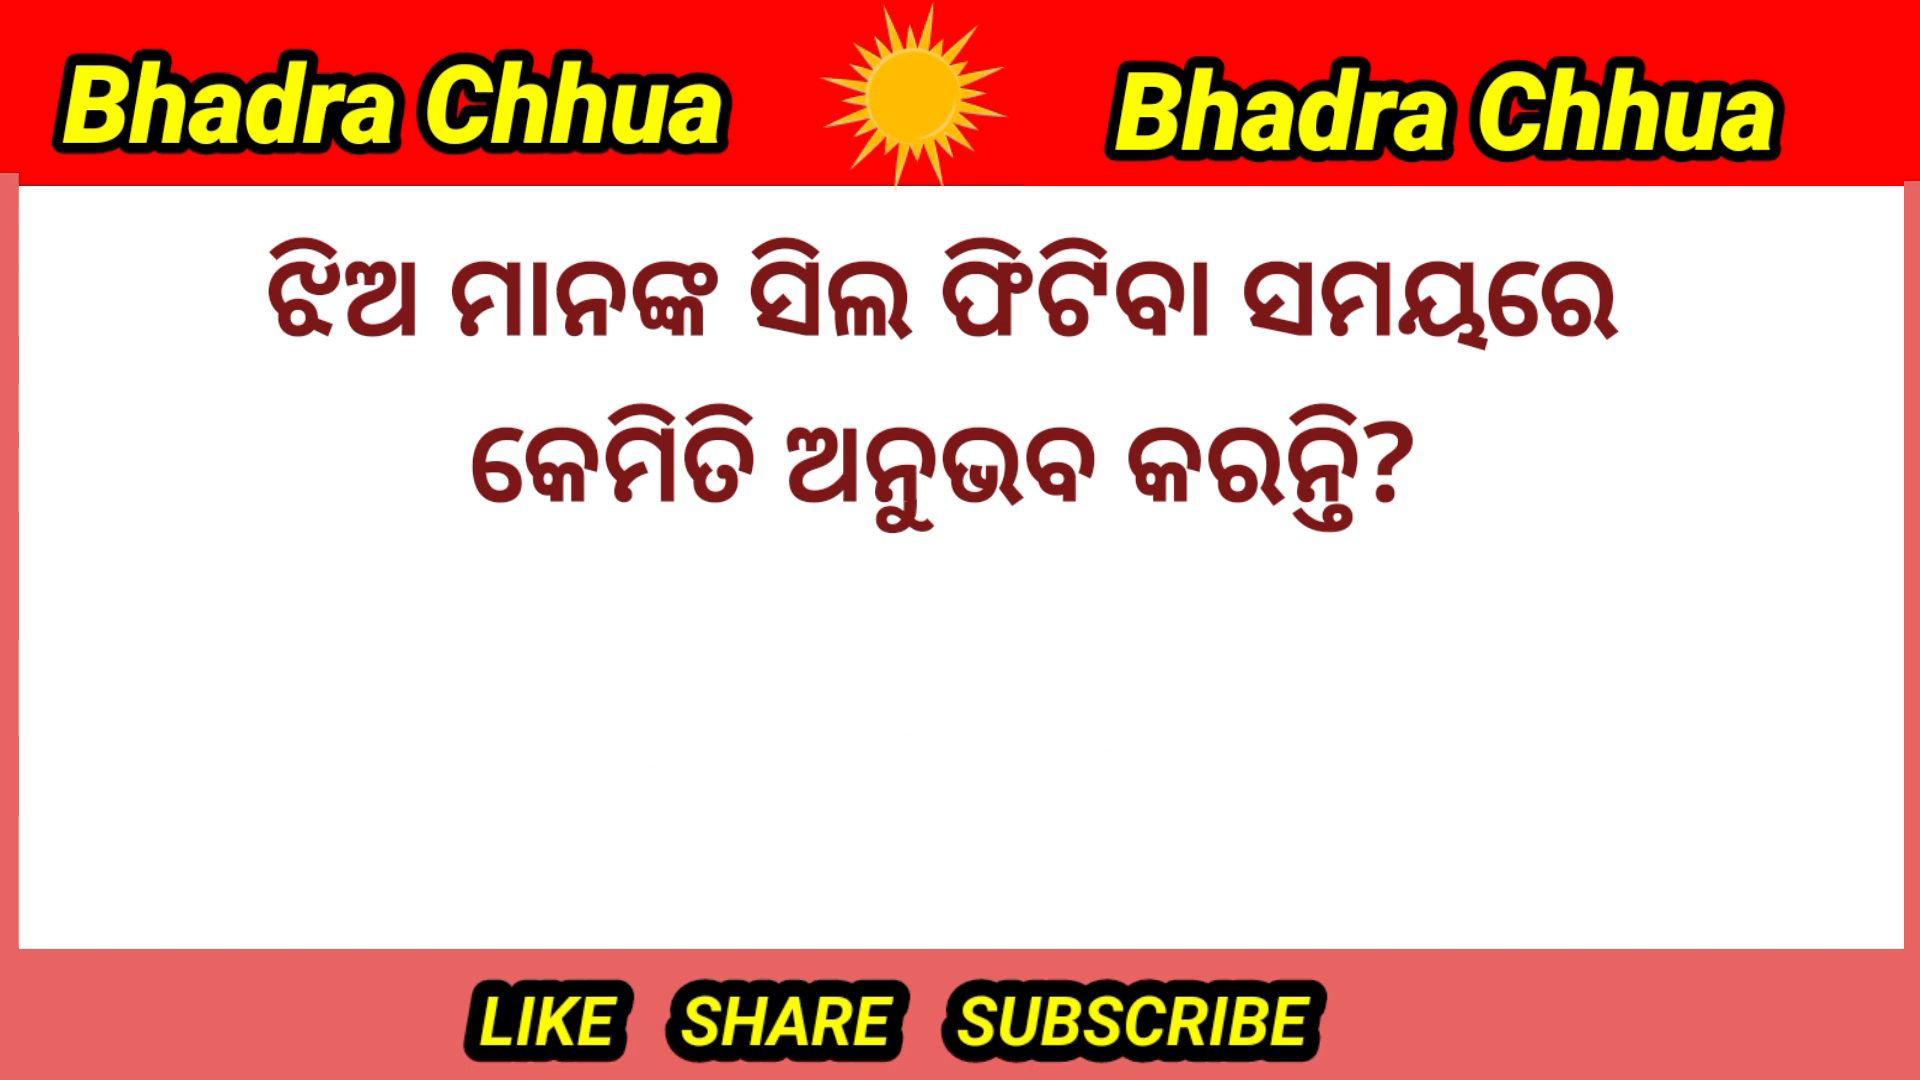 Bhadra Chhua Bhadra Chhua
ଝିଅ ମାନଙ୍କ ସିଲ ଫିଟିବା ସମୟରେ
କେମିତି ଅନୁଭବ କରନ୍ତି?
LIKE SHARE SUBSCRIBE